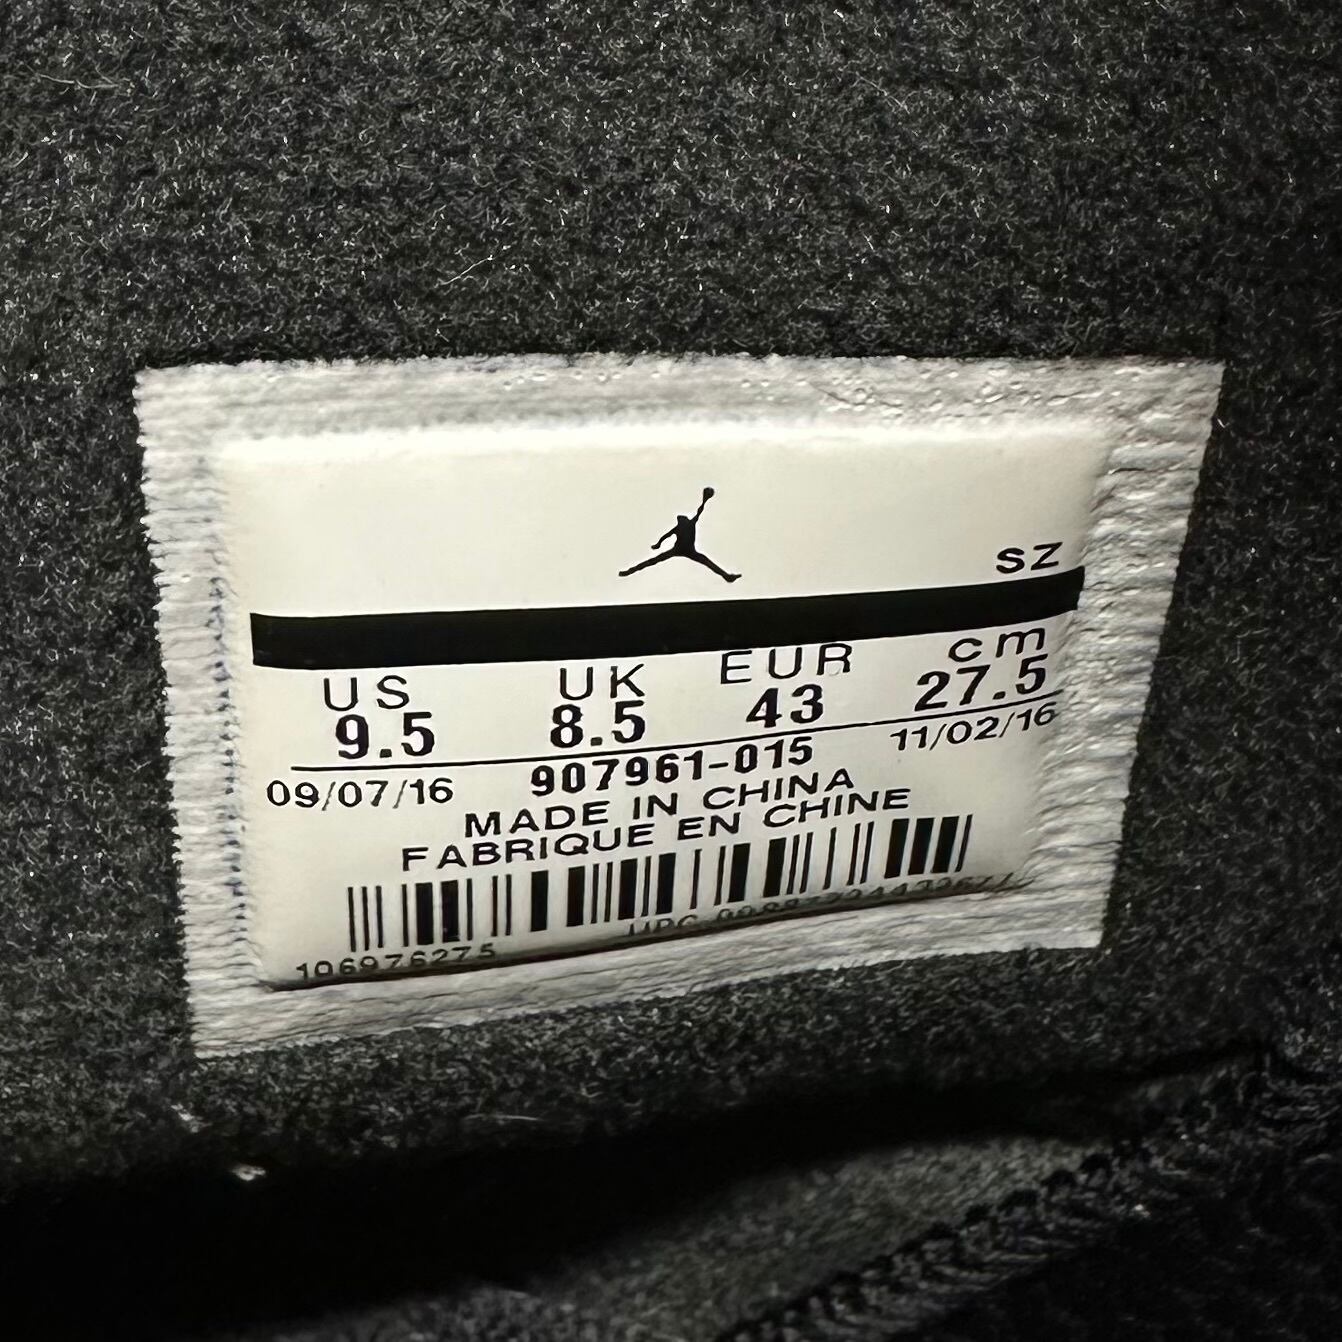 SZ
US UK EUR cm
9.5 8.5 43 27.5
09/07/16 907961-015 11/02/16
MADE IN CHINA
FABRIQUE EN CHINE
106976275